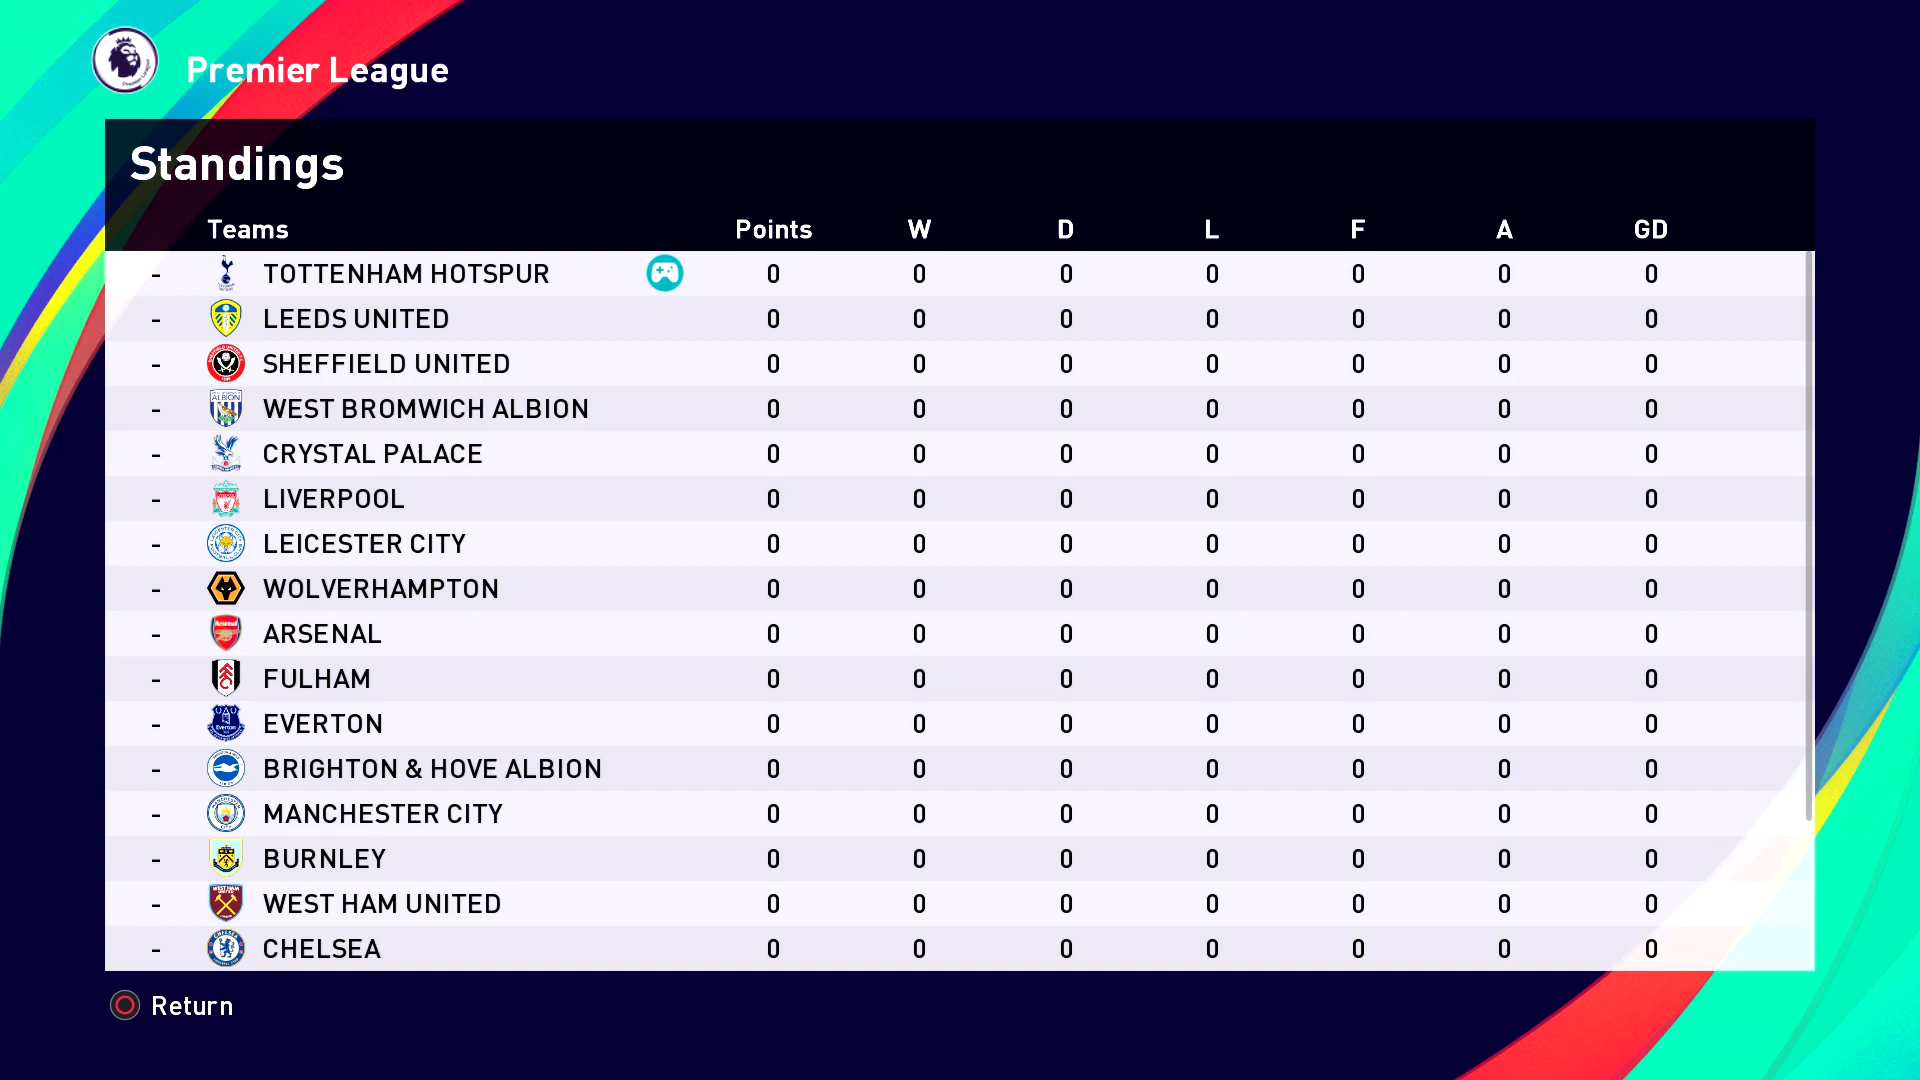 Premier League
Standings
Teams Points W D L F A GD
- TOTTENHAM HOTSPUR 0 0 0 0 0 0 0
- LEEDS UNITED 0 0 0 0 0 0 0
- SHEFFIELD UNITED 0 0 0 0 0 0 0
- WEST BROMWICH ALBION 0 0 0 0 0 0 0
- CRYSTAL PALACE 0 0 0 0 0 0 0
- LIVERPOOL 0 0 0 0 0 0 0
- LEICESTER CITY 0 0 0 0 0 0 0
- WOLVERHAMPTON 0 0 0 0 0 0 0
- ARSENAL 0 0 0 0 0 0 0
- FULHAM 0 0 0 0 0 0 0
- EVERTON 0 0 0 0 0 0 0
- BRIGHTON & HOVE ALBION 0 0 0 0 0 0 0
- MANCHESTER CITY 0 0 0 0 0 0 0
- BURNLEY 0 0 0 0 0 0 0
- WEST HAM UNITED 0 0 0 0 0 0 0
- CHELSEA 0 0 0 0 0 0 0
Return